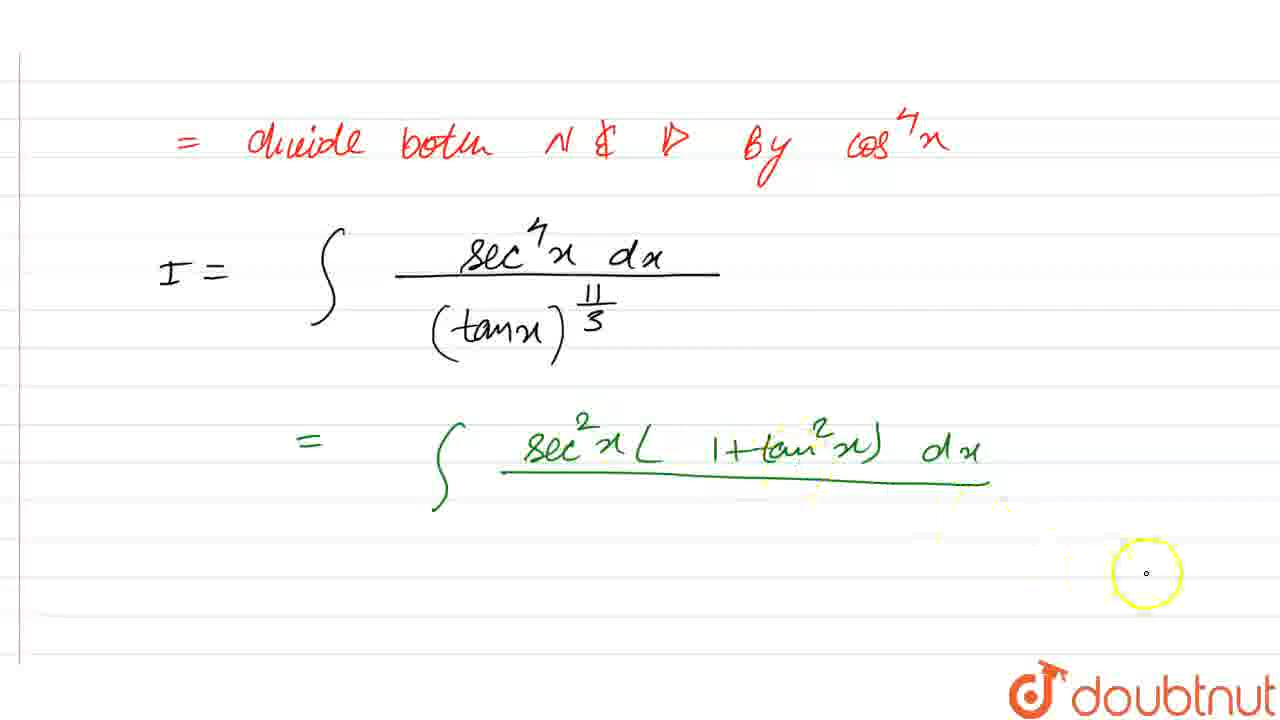 = divide both N & D By cos⁴x
I = ∫ sec⁴x dx / (tanx)^(11/3)
= ∫ sec²x ( 1+tan²x) dx
doubtnut